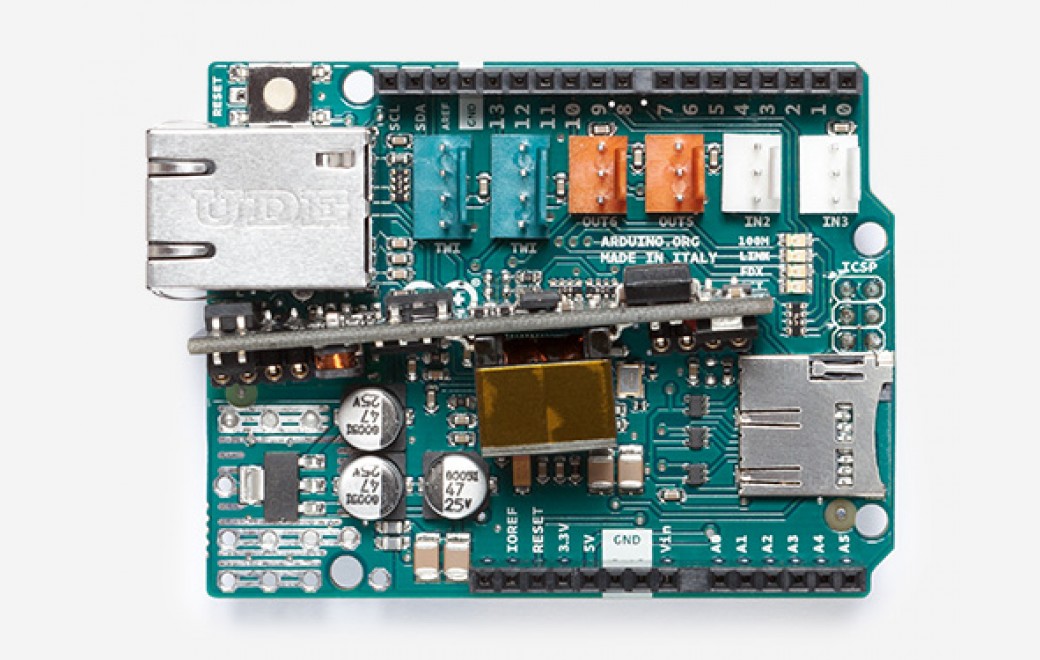 RESET
SCL
SDA
AREF
GND
13
12
11
10
9
8
7
6
5
4
3
2
1
0
UDE
TWI
TWI
OUT6
OUT5
IN2
IN3
ARDUINO.ORG
MADE IN ITALY
100M
LINK
FDX
ICSP
25V
47
25V
47
47
25V
IOREF
RESET
3.3V
5V
GND
Vin
A0
A1
A2
A3
A4
A5